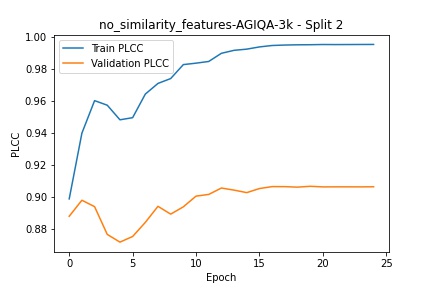 no_similarity_features-AGIQA-3k - Split 2
1.00
0.98
0.96
0.94
0.92
0.90
0.88
PLCC
Train PLCC
Validation PLCC
0 5 10 15 20 25
Epoch